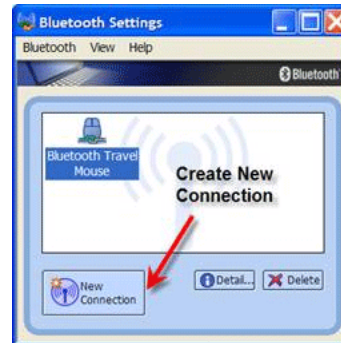 Bluetooth Settings
Bluetooth View Help
Bluetooth
Bluetooth Travel
Mouse
Create New
Connection
New
Connection
Detail...
Delete